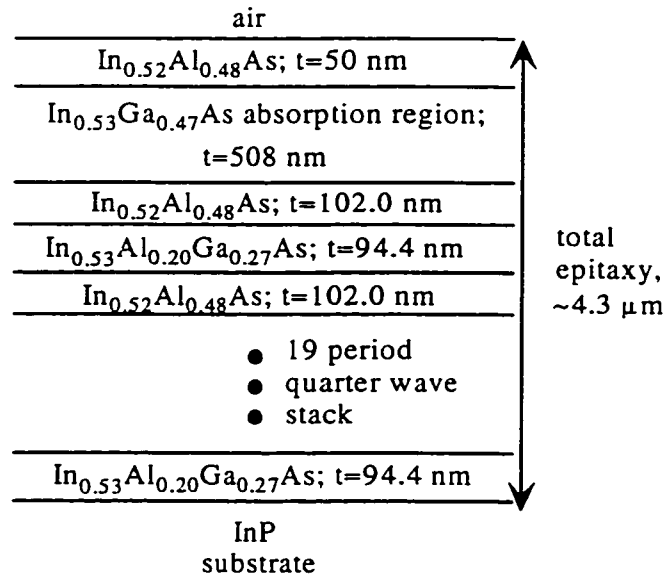 air
In₀.₅₂Al₀.₄₈As; t=50 nm
In₀.₅₃Ga₀.₄₇As absorption region;
t=508 nm
In₀.₅₂Al₀.₄₈As; t=102.0 nm
In₀.₅₃Al₀.₂₀Ga₀.₂₇As; t=94.4 nm
In₀.₅₂Al₀.₄₈As; t=102.0 nm
● 19 period
● quarter wave
● stack
In₀.₅₃Al₀.₂₀Ga₀.₂₇As; t=94.4 nm
InP
substrate
total
epitaxy,
~4.3 μm